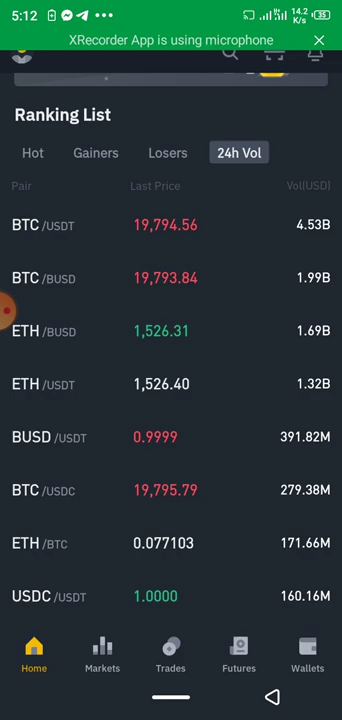 5:12 14.2 K/s 35
XRecorder App is using microphone
Ranking List
Hot Gainers Losers 24h Vol
Pair Last Price Vol(USD)
BTC /USDT 19,794.56 4.53B
BTC /BUSD 19,793.84 1.99B
ETH /BUSD 1,526.31 1.69B
ETH /USDT 1,526.40 1.32B
BUSD /USDT 0.9999 391.82M
BTC /USDC 19,795.79 279.38M
ETH /BTC 0.077103 171.66M
USDC /USDT 1.0000 160.16M
Home Markets Trades Futures Wallets